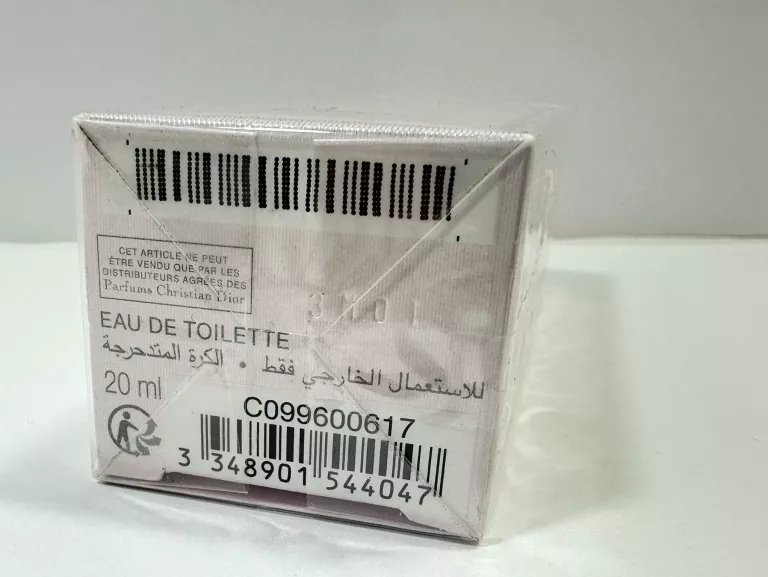 CET ARTICLE NE PEUT
ÊTRE VENDU QUE PAR LES
DISTRIBUTEURS AGRÉÉS DES
Parfums Christian Dior
3M01
EAU DE TOILETTE
للاستعمال الخارجي فقط • الكرة المتدحرجة
20 ml
C099600617
3 348901 544047